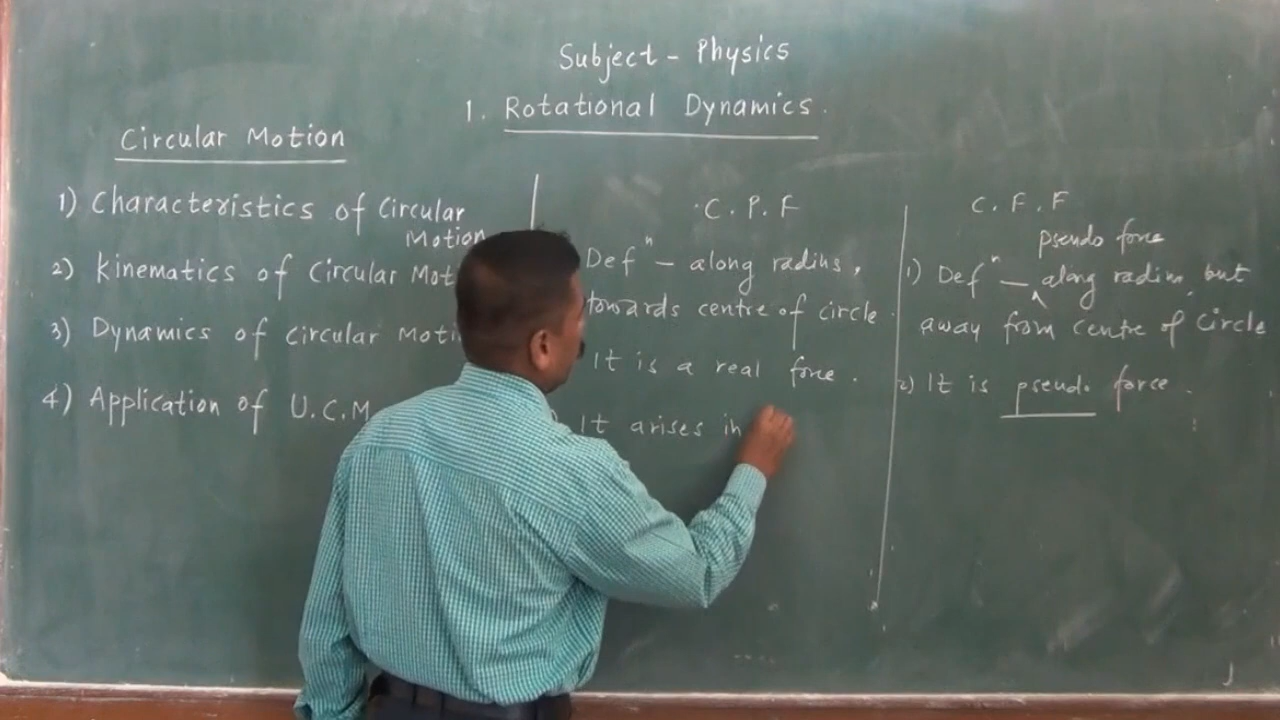 Subject - Physics
1. Rotational Dynamics.
Circular Motion
1) Characteristics of Circular
Motion
2) Kinematics of Circular Mot
3) Dynamics of Circular Moti
4) Application of U.C.M
C.P.F
Defⁿ — along radius,
towards centre of circle.
It is a real force.
It arises in
C.F.F
pseudo force
1) Defⁿ — along radius, but
away from centre of Circle
2) It is pseudo force.